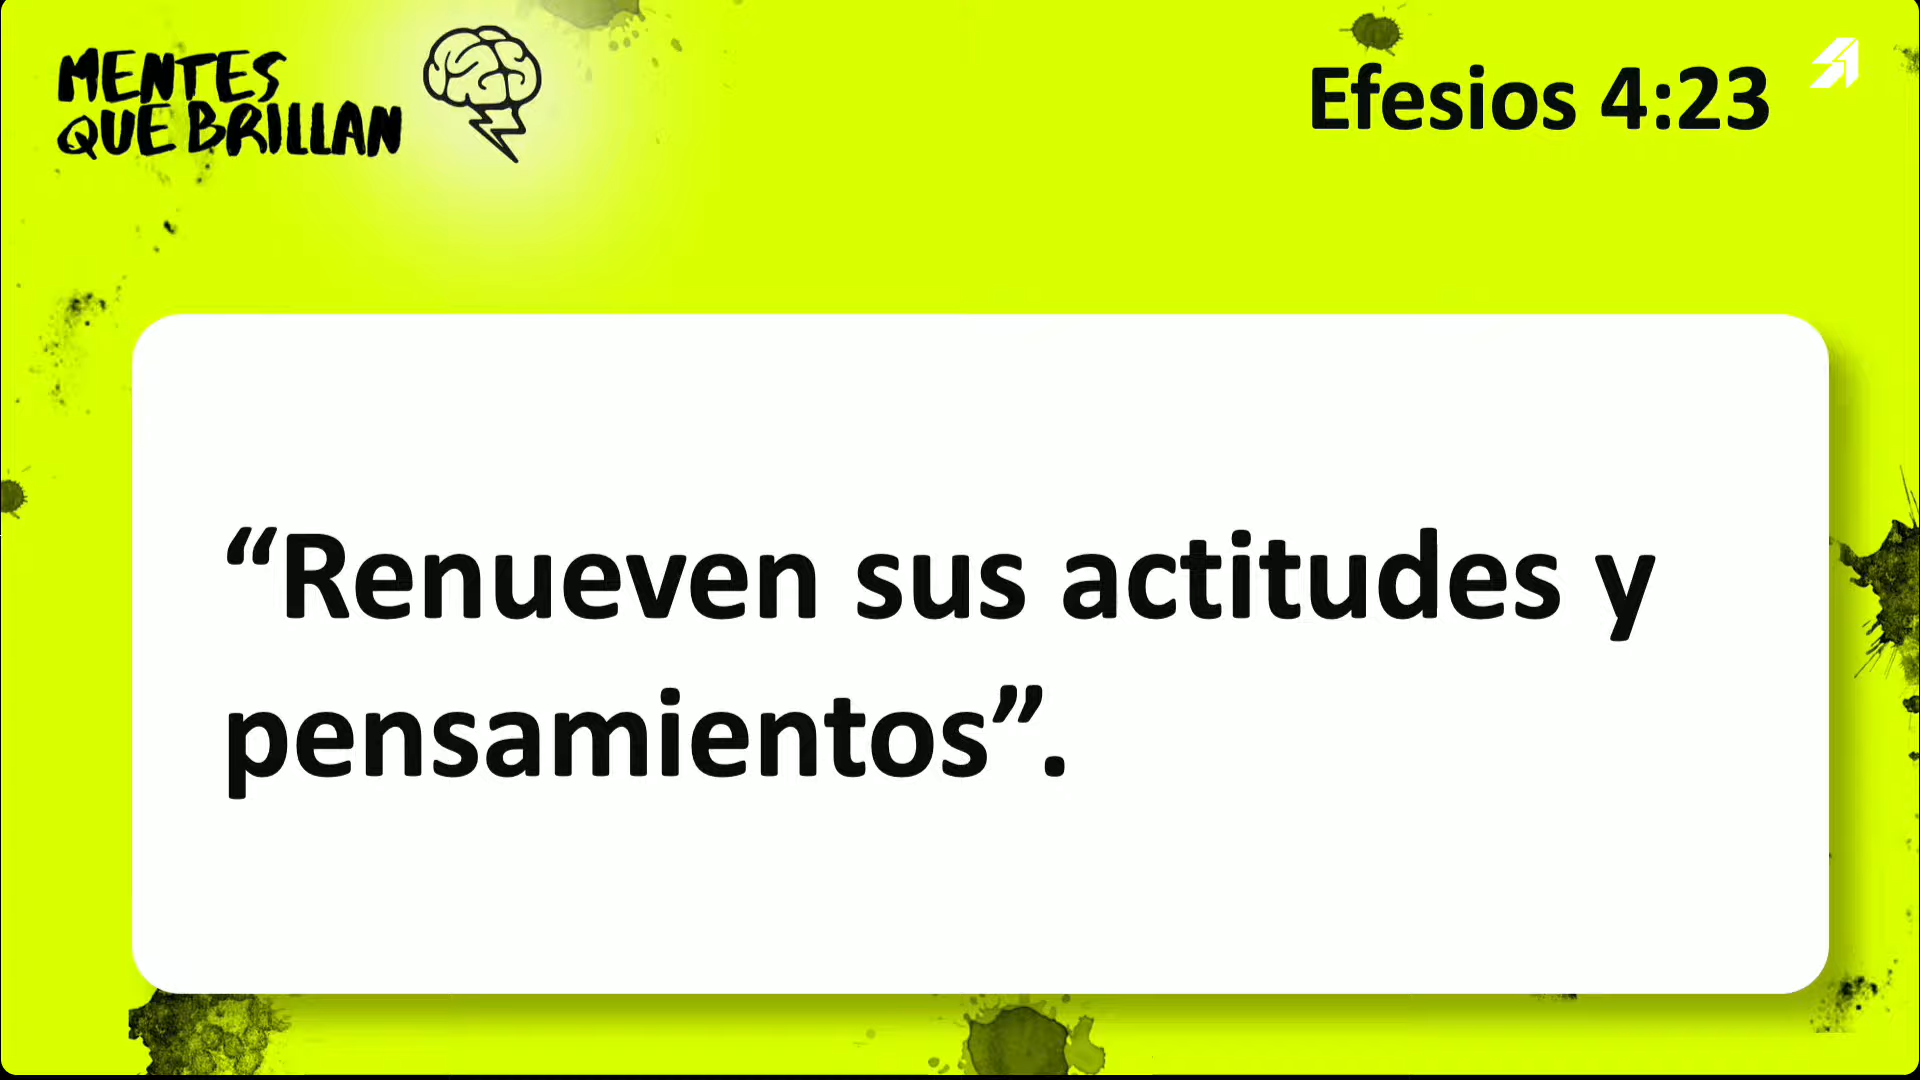 MENTES
QUE BRILLAN
Efesios 4:23
“Renueven sus actitudes y
pensamientos”.